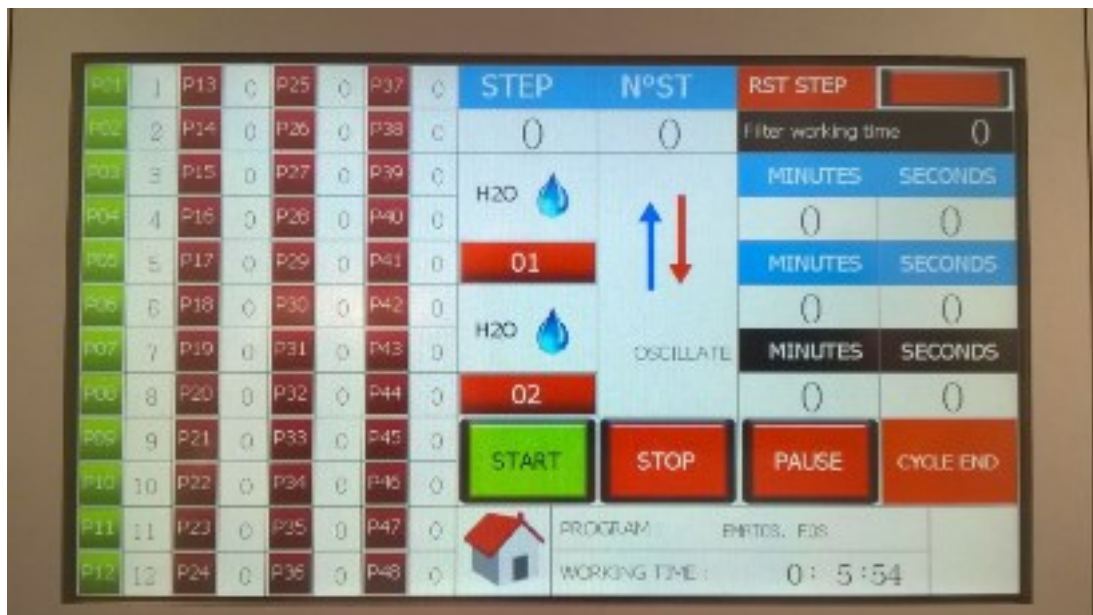 P01 1 P13 0 P25 0 P37 0 STEP NºST RST STEP
P02 2 P14 0 P26 0 P38 0 0 0 Filter working time 0
P03 3 P15 0 P27 0 P39 0 H2O MINUTES SECONDS
P04 4 P16 0 P28 0 P40 0 0 0
P05 5 P17 0 P29 0 P41 0 01 MINUTES SECONDS
P06 6 P18 0 P30 0 P42 0 0 0
P07 7 P19 0 P31 0 P43 0 H2O OSCILLATE MINUTES SECONDS
P08 8 P20 0 P32 0 P44 0 02 0 0
P09 9 P21 0 P33 0 P45 0 START STOP PAUSE CYCLE END
P10 10 P22 0 P34 0 P46 0
P11 11 P23 0 P35 0 P47 0 PROGRAM :
P12 12 P24 0 P36 0 P48 0 WORKING TIME : 0: 5:54